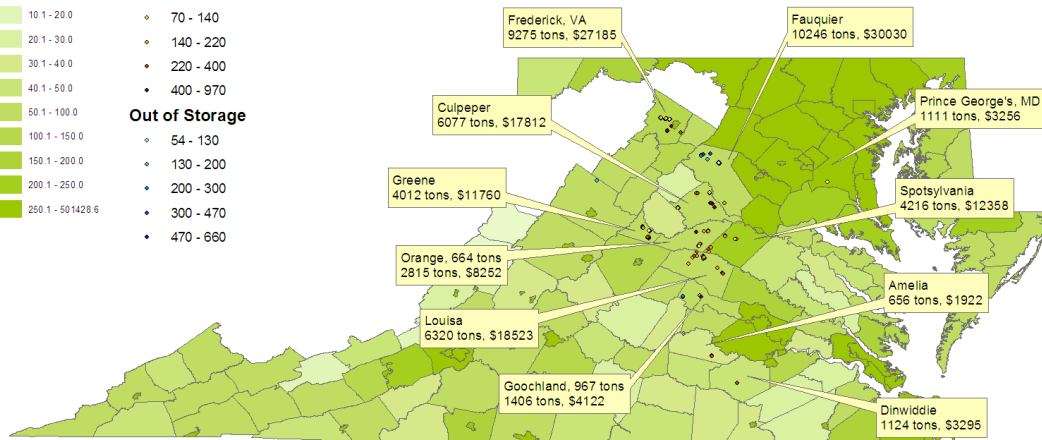 10.1 - 20.0
20.1 - 30.0
30.1 - 40.0
40.1 - 50.0
50.1 - 100.0
100.1 - 150.0
150.1 - 200.0
200.1 - 250.0
250.1 - 501428.6
70 - 140
140 - 220
220 - 400
400 - 970
Out of Storage
54 - 130
130 - 200
200 - 300
300 - 470
470 - 660
Frederick, VA
9275 tons, $27185
Fauquier
10246 tons, $30030
Culpeper
6077 tons, $17812
Prince George's, MD
1111 tons, $3256
Greene
4012 tons, $11760
Spotsylvania
4216 tons, $12358
Orange, 664 tons
2815 tons, $8252
Amelia
656 tons, $1922
Louisa
6320 tons, $18523
Goochland, 967 tons
1406 tons, $4122
Dinwiddie
1124 tons, $3295